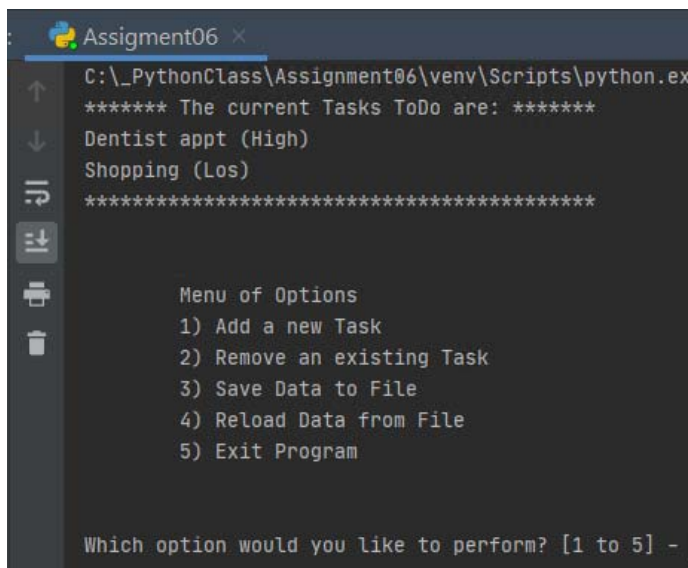 Assigment06
C:\_PythonClass\Assignment06\venv\Scripts\python.ex
******* The current Tasks ToDo are: *******
Dentist appt (High)
Shopping (Los)
*******************************************
Menu of Options
1) Add a new Task
2) Remove an existing Task
3) Save Data to File
4) Reload Data from File
5) Exit Program
Which option would you like to perform? [1 to 5] -